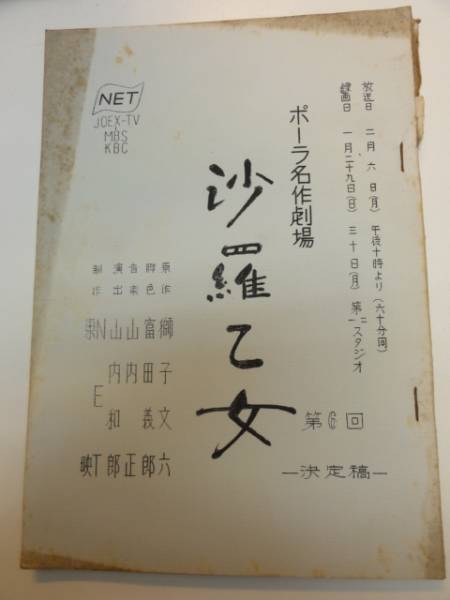 放送日 二月六日(月)午後十時より(六十分間)
録画日 一月二十九日(日)三十日(月)第一、二スタジオ
ポーラ名作劇場
沙羅乙女
第6回
—決定稿—
NET
JOEX-TV
MBS
KBC
原作 獅子文六
脚色 富田義郎
音楽 山内正
演出 山内和郎
制作 NET
東映